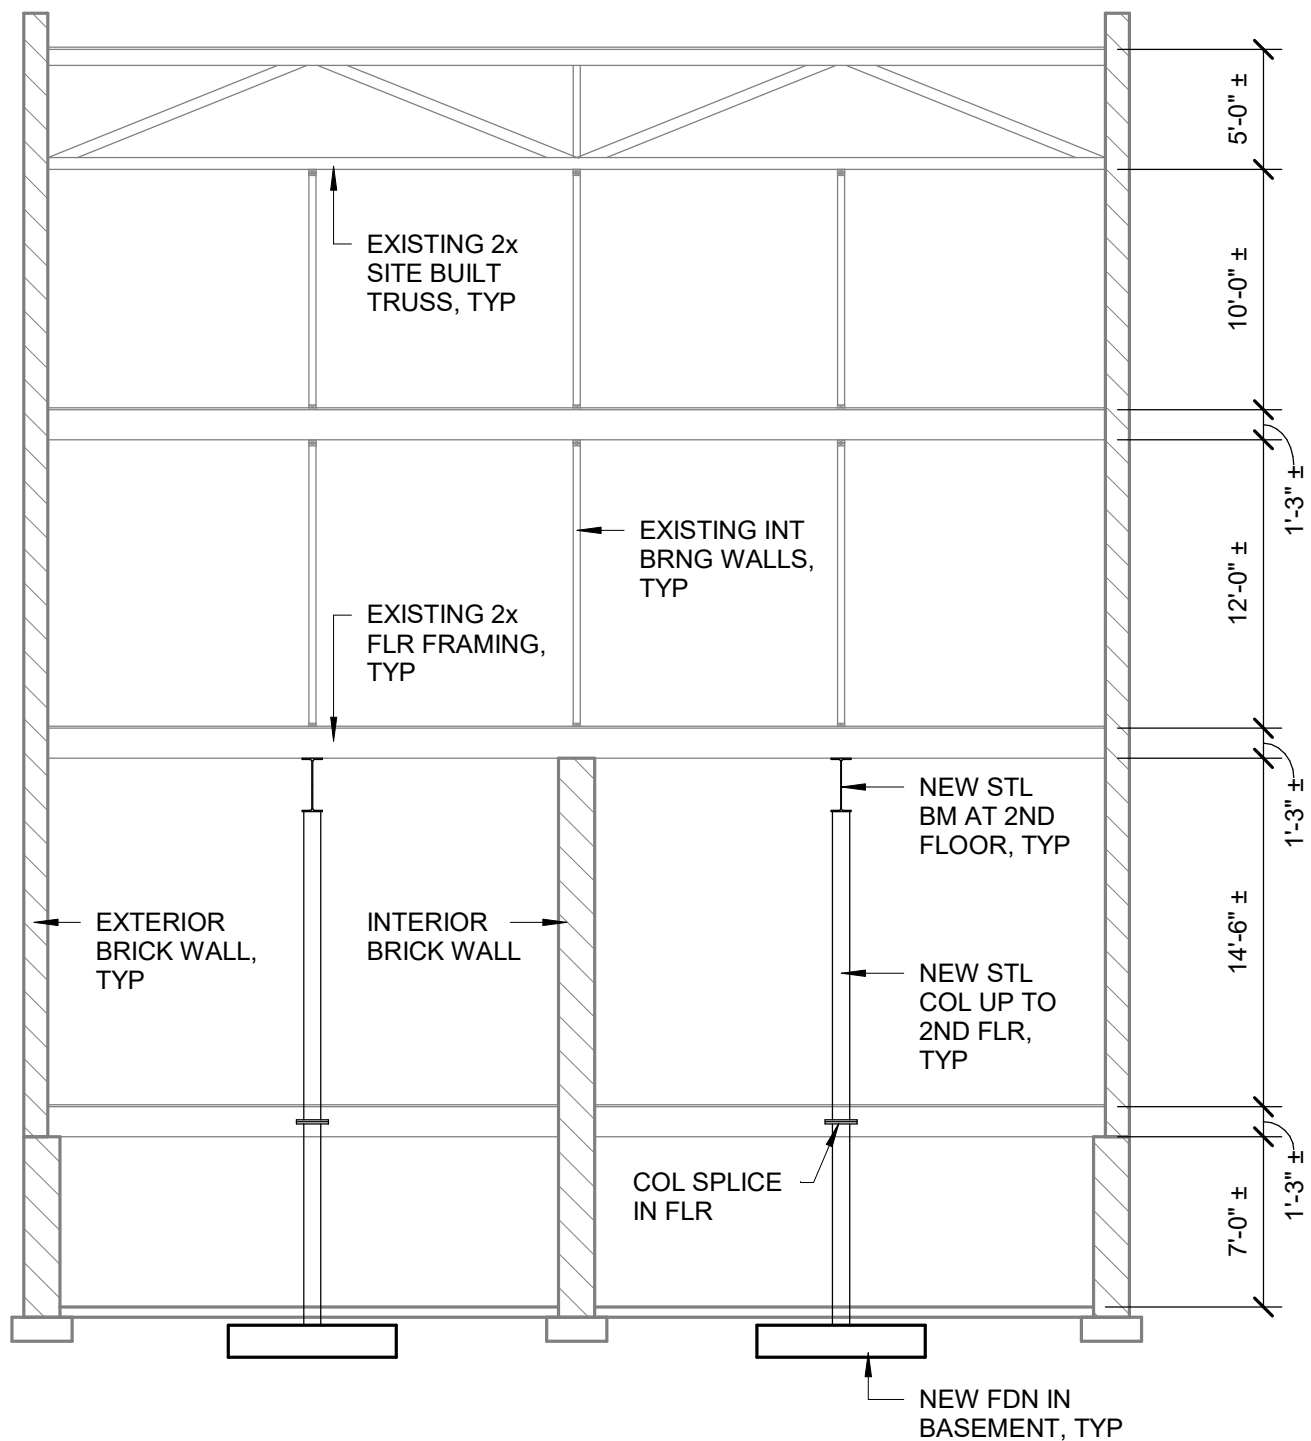 5'-0" ±
EXISTING 2x
SITE BUILT
TRUSS, TYP
10'-0" ±
1'-3" ±
EXISTING INT
BRNG WALLS,
TYP
12'-0" ±
EXISTING 2x
FLR FRAMING,
TYP
NEW STL
BM AT 2ND
FLOOR, TYP
1'-3" ±
EXTERIOR
BRICK WALL,
TYP
INTERIOR
BRICK WALL
14'-6" ±
NEW STL
COL UP TO
2ND FLR,
TYP
COL SPLICE
IN FLR
1'-3" ±
7'-0" ±
NEW FDN IN
BASEMENT, TYP